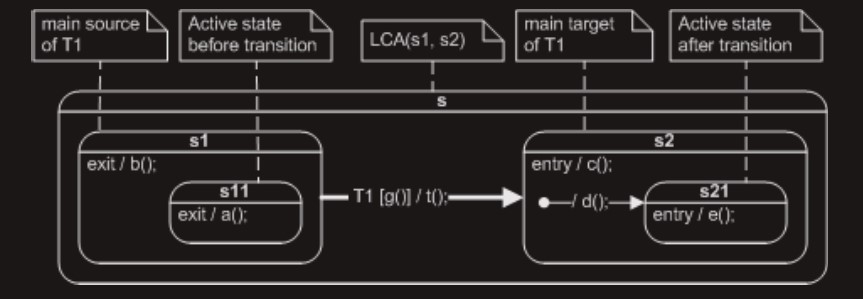 main source
of T1
Active state
before transition
LCA(s1, s2)
main target
of T1
Active state
after transition
s
s1
exit / b();
s11
exit / a();
T1 [g()] / t();
s2
entry / c();
/ d();
s21
entry / e();